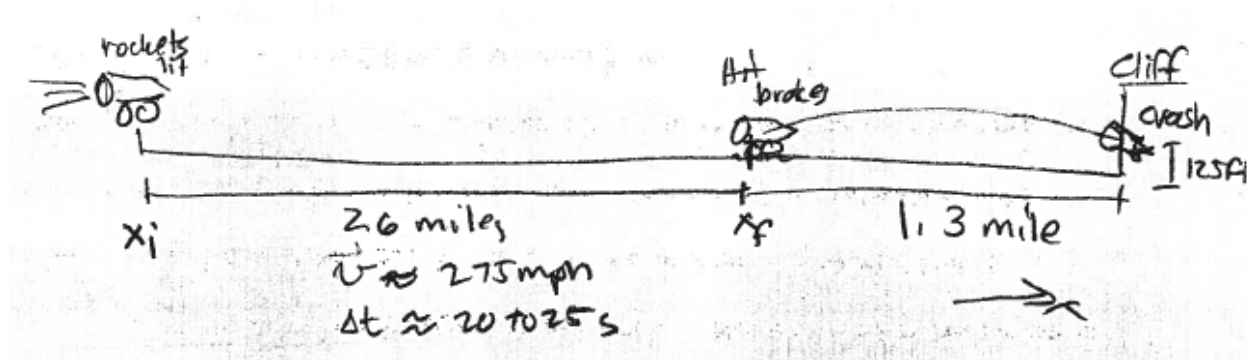 rockets
lit
Hit
brakes
Cliff
crash
125ft
xi
2.6 miles
xf
1.3 mile
v ≈ 275mph
Δt ≈ 20 to 25 s
x